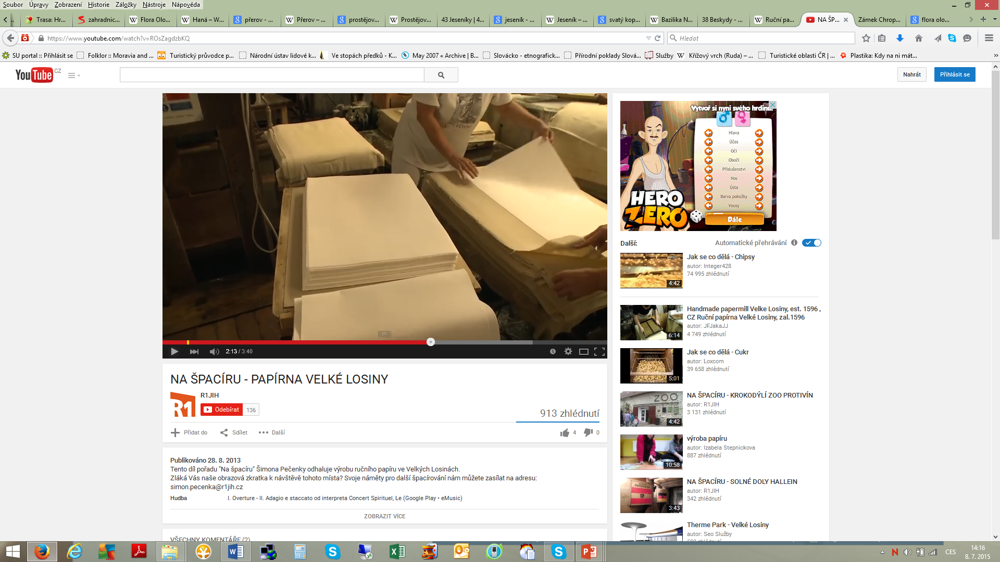 Soubor Úpravy Zobrazení Historie Záložky Nástroje Nápověda
Trasa: Hr... zahradnic... Flora Olo... Haná – W... přerov - ... Přerov – ... prostějov... Prostějov... 43 Jeseníky | 4... jeseník - ... Jeseník – ... svatý kop... Bazilika N... 38 Beskydy - ... Ruční pa... NA ŠP... Zámek Chrop... flora olo...
https://www.youtube.com/watch?v=ROsZagdzbKQ
Hledat
SU portal :: Přihlásit se Folklor :: Moravia and ... Turistický průvodce p... Národní ústav lidové k... Ve stopách předků - K... May 2007 « Archive | B... Slovácko - etnografick... Přírodní poklady Slová... Služby Křížový vrch (Ruda) – ... Turistické oblasti ČR | ... Plastika: Kdy na ni mát...
YouTube CZ
Nahrát
Přihlásit se
2:13 / 3:40
NA ŠPACÍRU - PAPÍRNA VELKÉ LOSINY
R1
R1JIH
Odebírat 136
913 zhlédnutí
Přidat do Sdílet Další 4 0
Publikováno 28. 8. 2013
Tento díl pořadu "Na špacíru" Šimona Pečenky odhaluje výrobu ručního papíru ve Velkých Losinách.
Zláká Vás naše obrazová zkratka k návštěvě tohoto místa? Svoje náměty pro další špacírování nám můžete zasílat na adresu:
simon.pecenka@r1jih.cz
Hudba I. Overture - II. Adagio e staccato od interpreta Concert Spirituel, Le (Google Play • eMusic)
ZOBRAZIT VÍCE
VŠECHNY KOMENTÁŘE (2)
Vytvoř si nyní svého hrdinu!
Hlava
Účes
Oči
Obočí
Příslušenství
Nos
Ústa
Barva pokožky
Vousy
Dále
HERO
ZERO
Další:
Automatické přehrávání
Jak se co dělá - Chipsy
autor: Integer428
74 995 zhlédnutí
4:42
Handmade papermill Velke Losiny, est. 1596 ,
CZ Ruční papírna Velké Losiny, zal.1596
autor: JFJakaJJ
4 749 zhlédnutí
6:14
Jak se co dělá - Cukr
autor: Loxcom
39 658 zhlédnutí
5:01
NA ŠPACÍRU - KROKODÝLÍ ZOO PROTIVÍN
autor: R1JIH
3 131 zhlédnutí
ZOO
4:42
výroba papíru
autor: Izabela Stepnickova
887 zhlédnutí
10:58
NA ŠPACÍRU - SOLNÉ DOLY HALLEIN
autor: R1JIH
342 zhlédnutí
3:43
Therme Park - Velké Losiny
autor: Seo Služby
CES
14:16
8. 7. 2015